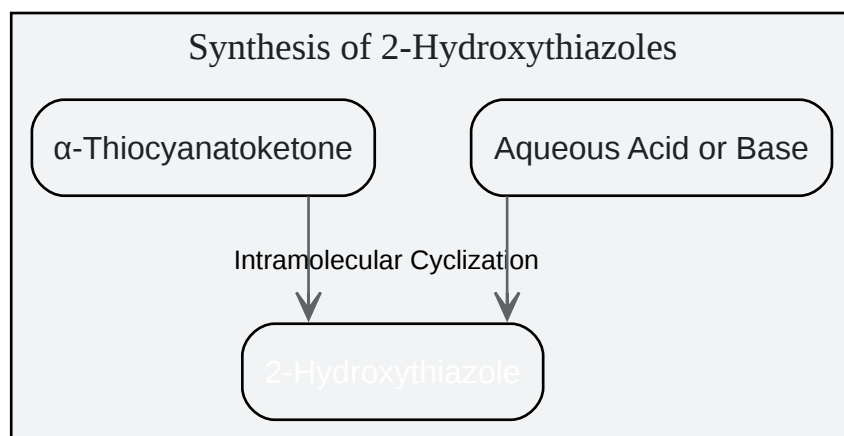 Synthesis of 2-Hydroxythiazoles
α-Thiocyanatoketone
Aqueous Acid or Base
Intramolecular Cyclization
2-Hydroxythiazole